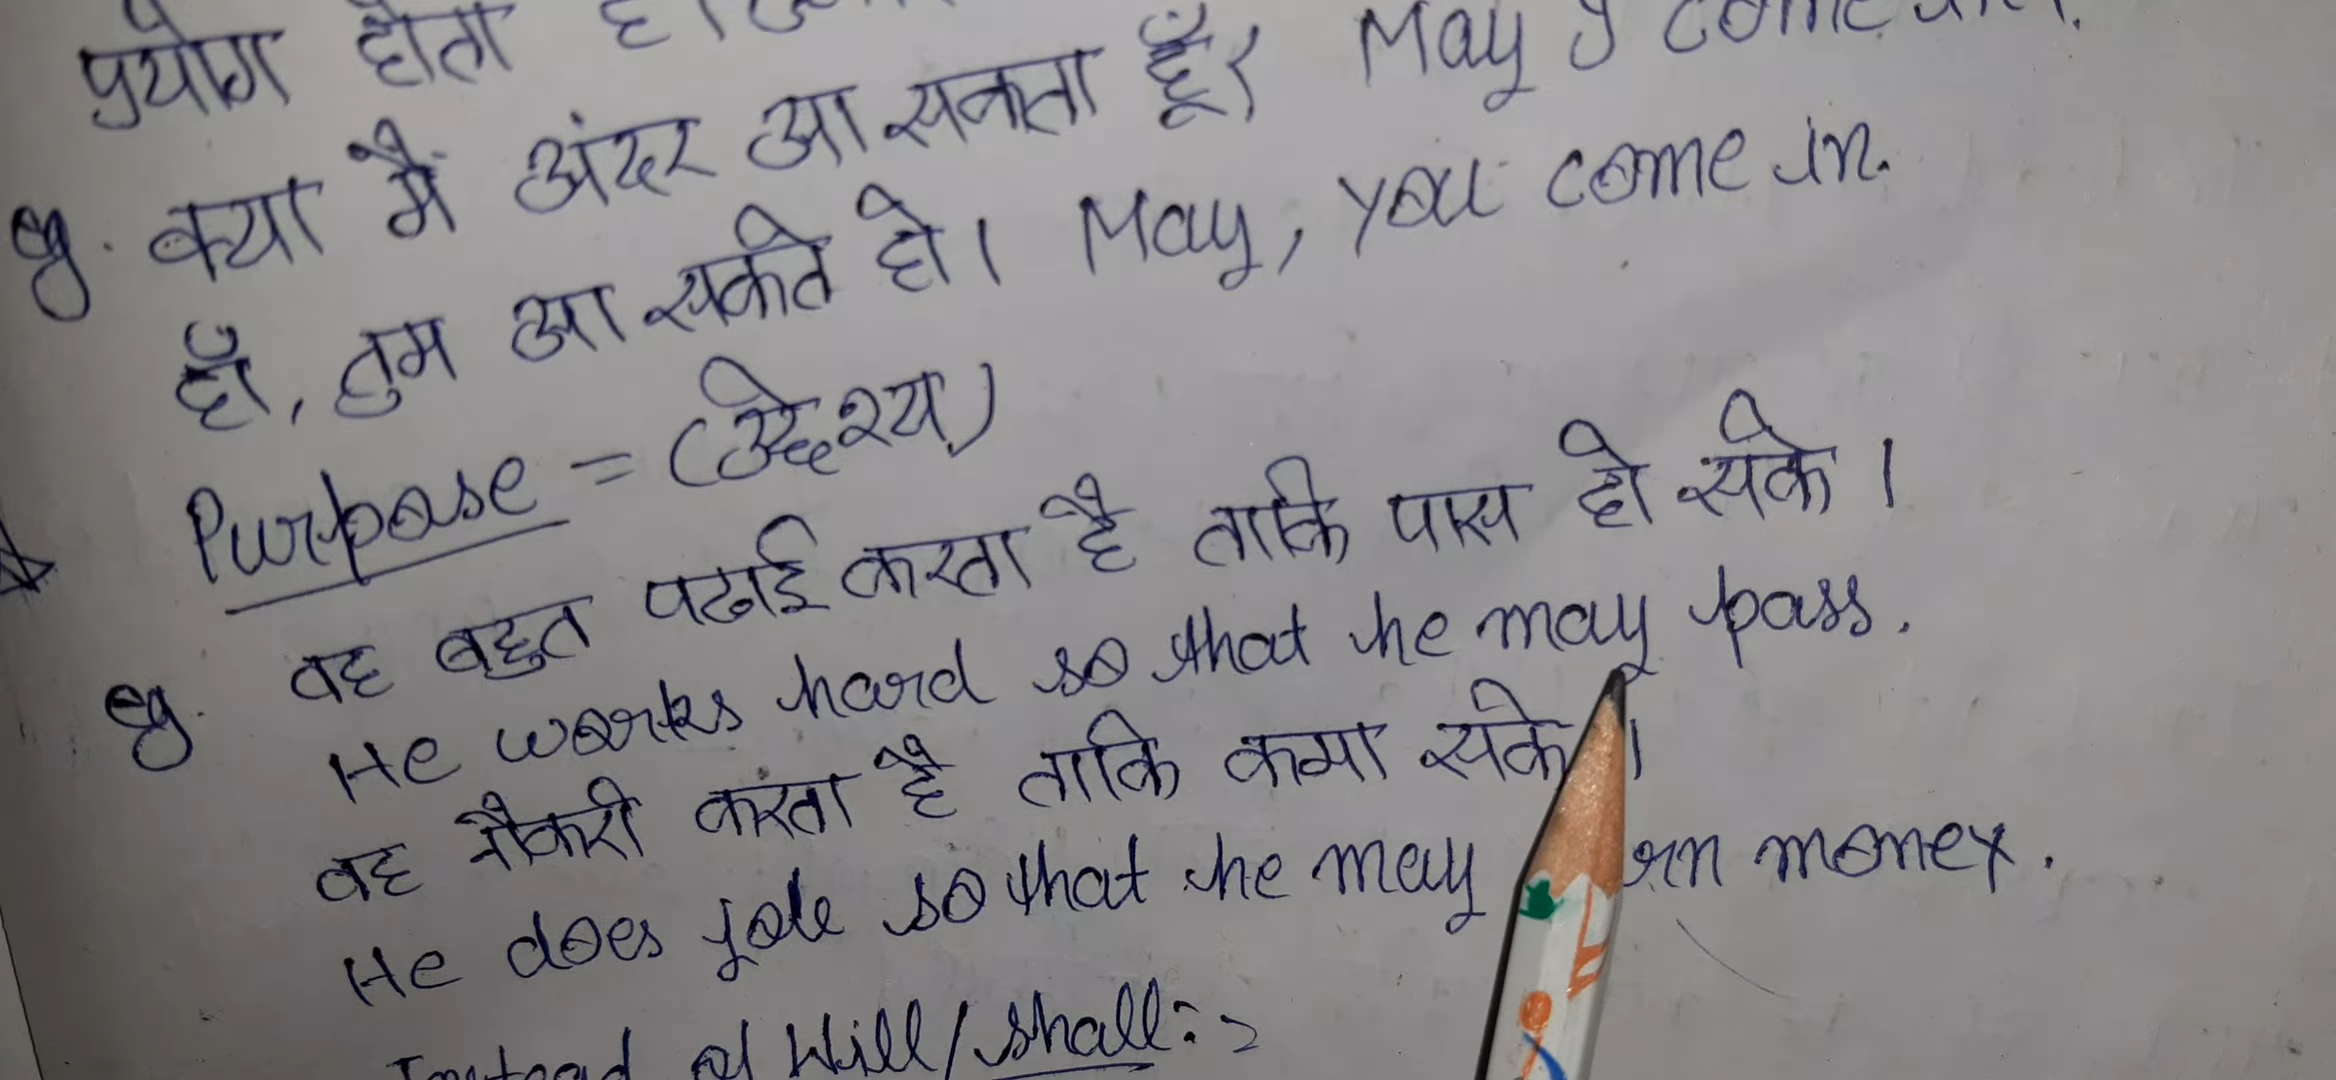 प्रयोग होता है।
eg. क्या मैं अंदर आ सकता हूँ। May I come in.
हाँ, तुम आ सकते हो। May, you come in.
Purpose = (उद्देश्य)
eg. वह बहुत पढाई करता है ताकि पास हो सके।
He works hard so that he may pass.
वह नौकरी करता है ताकि कमा सके।
He does job so that he may money.
Instead of Will/Shall:->